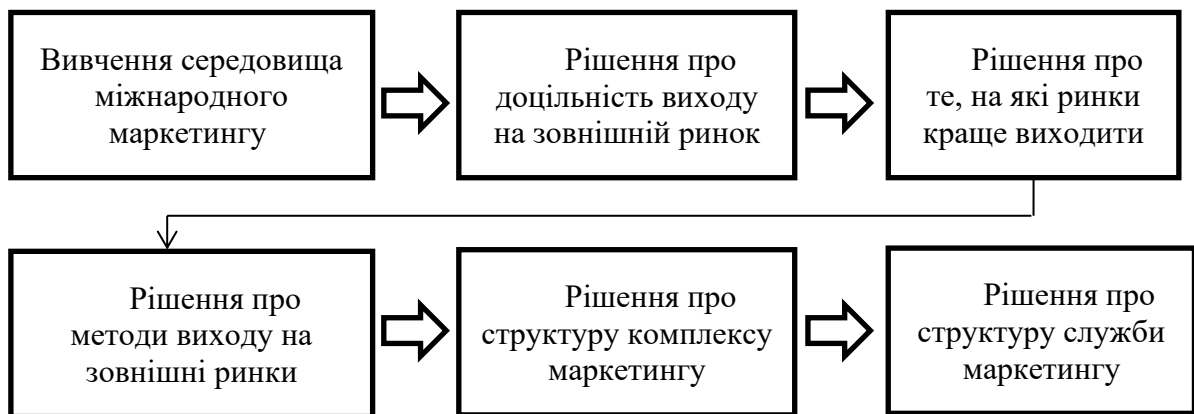 Вивчення середовища
міжнародного
маркетингу
Рішення про
доцільність виходу
на зовнішній ринок
Рішення про
те, на які ринки
краще виходити
Рішення про
методи виходу на
зовнішні ринки
Рішення про
структуру комплексу
маркетингу
Рішення про
структуру служби
маркетингу